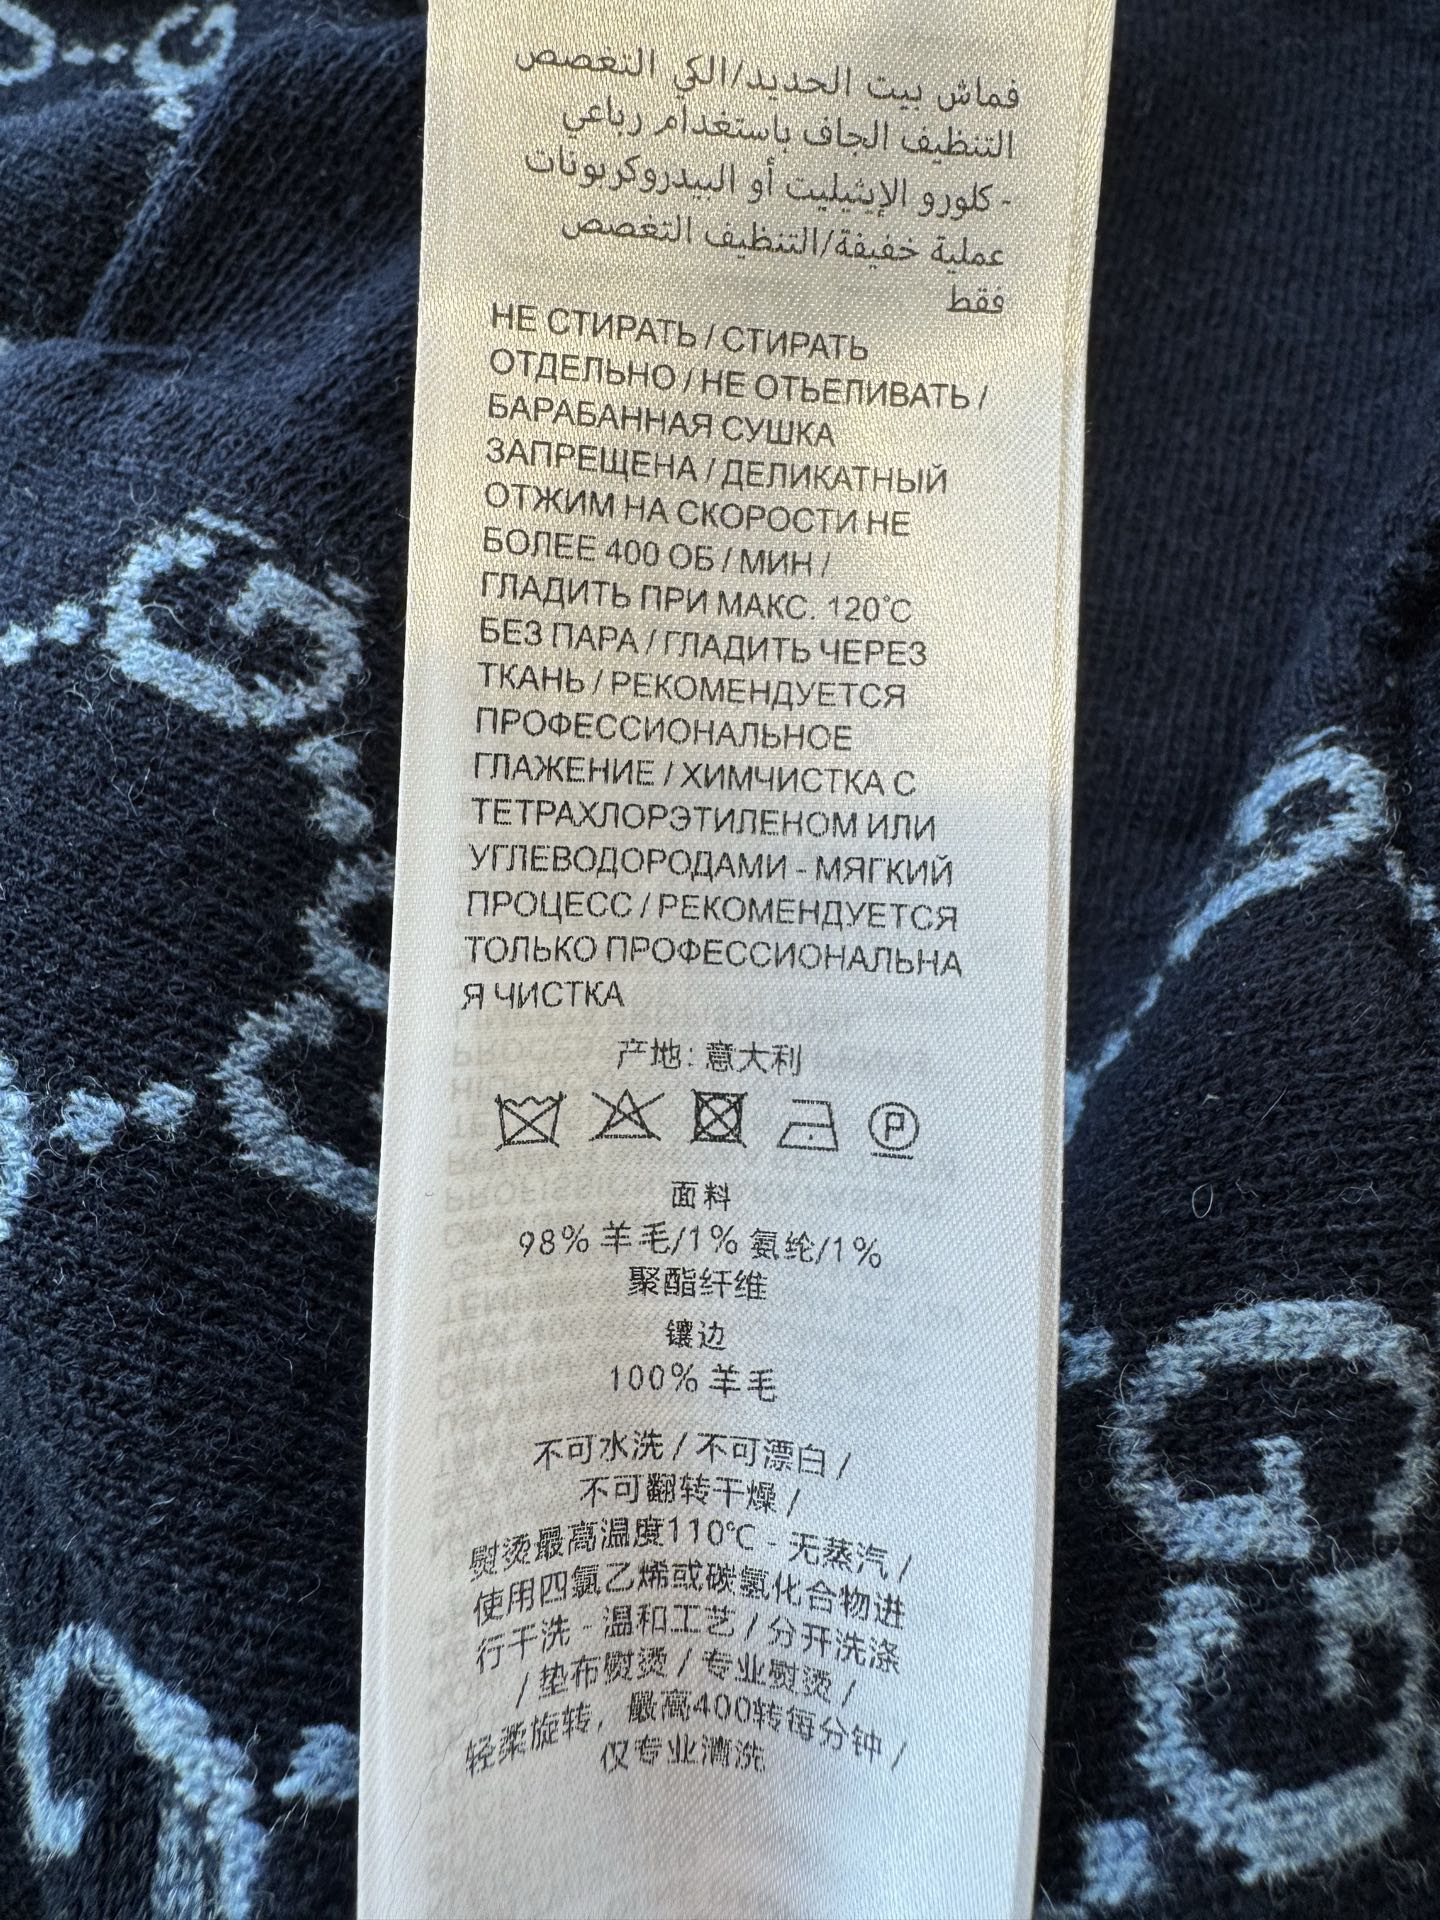 قماش بيت الحديد/الكي التخصص
التنظيف الجاف باستخدام رباعي
- كلورو الإيثيليت أو البيدروكربونات
عملية خفيفة/التنظيف التخصص
فقط
НЕ СТИРАТЬ / СТИРАТЬ
ОТДЕЛЬНО / НЕ ОТЬЕЛИВАТЬ /
БАРАБАННАЯ СУШКА
ЗАПРЕЩЕНА / ДЕЛИКАТНЫЙ
ОТЖИМ НА СКОРОСТИ НЕ
БОЛЕЕ 400 ОБ / МИН /
ГЛАДИТЬ ПРИ МАКС. 120°C
БЕЗ ПАРА / ГЛАДИТЬ ЧЕРЕЗ
ТКАНЬ / РЕКОМЕНДУЕТСЯ
ПРОФЕССИОНАЛЬНОЕ
ГЛАЖЕНИЕ / ХИМЧИСТКА С
ТЕТРАХЛОРЭТИЛЕНОМ ИЛИ
УГЛЕВОДОРОДАМИ - МЯГКИЙ
ПРОЦЕСС / РЕКОМЕНДУЕТСЯ
ТОЛЬКО ПРОФЕССИОНАЛЬНА
Я ЧИСТКА
产地: 意大利
P
面料
98% 羊毛/1% 氨纶/1%
聚酯纤维
镶边
100% 羊毛
不可水洗 / 不可漂白 /
不可翻转干燥 /
熨烫最高温度110℃ - 无蒸汽 /
使用四氯乙烯或碳氢化合物进
行干洗 - 温和工艺 / 分开洗涤
/ 垫布熨烫 / 专业熨烫 /
轻柔旋转, 最高400转每分钟 /
仅专业清洗